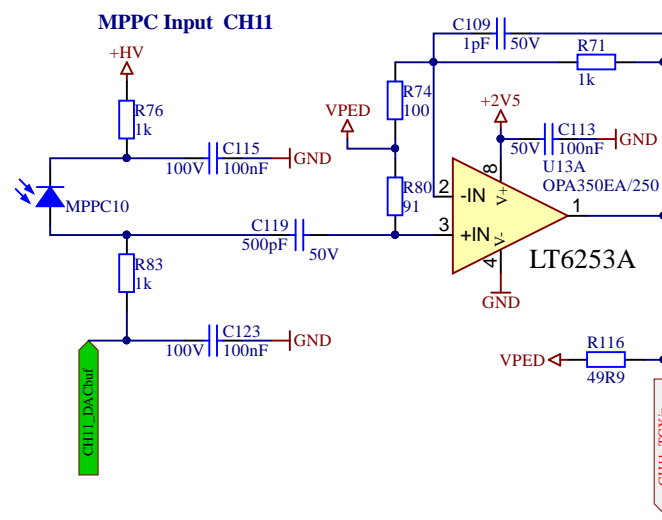 MPPC Input CH11
+HV
R76
1k
C115
100V
100nF
GND
MPPC10
C119
500pF
50V
R83
1k
C123
100V
100nF
GND
CH11_DACbuf
C109
1pF
50V
R71
1k
R74
100
VPED
R80
91
+2V5
C113
50V
100nF
GND
U13A
OPA350EA/250
8
V+
2
-IN
3
+IN
V-
4
1
LT6253A
GND
VPED
R116
49R9